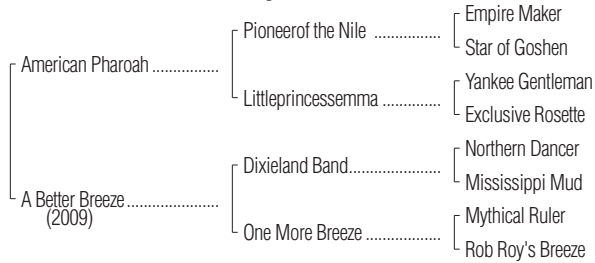 Empire Maker
Pioneerof the Nile ................
Star of Goshen
American Pharoah ................
Yankee Gentleman
Littleprincessemma ..............
Exclusive Rosette
Northern Dancer
Dixieland Band.....................
Mississippi Mud
A Better Breeze .....................
(2009)
Mythical Ruler
One More Breeze .................
Rob Roy's Breeze